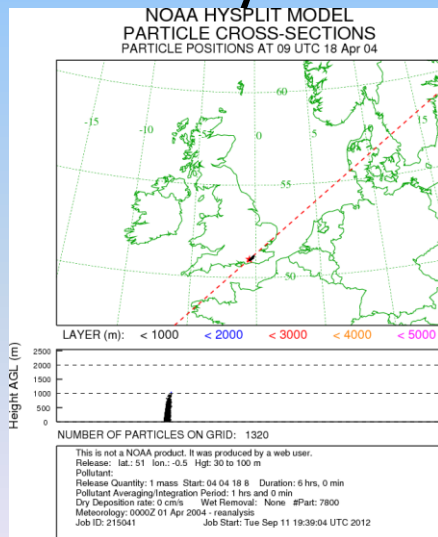 NOAA HYSPLIT MODEL
PARTICLE CROSS-SECTIONS
PARTICLE POSITIONS AT 09 UTC 18 Apr 04
60
-15
-10
-5
0
5
10
15
55
50
LAYER (m): < 1000 < 2000 < 3000 < 4000 < 5000
Height AGL (m)
2500
2000
1500
1000
500
0
NUMBER OF PARTICLES ON GRID: 1320
This is not a NOAA product. It was produced by a web user.
Release: lat.: 51 lon.: -0.5 Hgt: 30 to 100 m
Pollutant:
Release Quantity: 1 mass Start: 04 04 18 8 Duration: 6 hrs, 0 min
Pollutant Averaging/Integration Period: 1 hrs and 0 min
Dry Deposition rate: 0 cm/s Wet Removal: None #Part: 7800
Meteorology: 0000Z 01 Apr 2004 - reanalysis
Job ID: 215041 Job Start: Tue Sep 11 19:39:04 UTC 2012